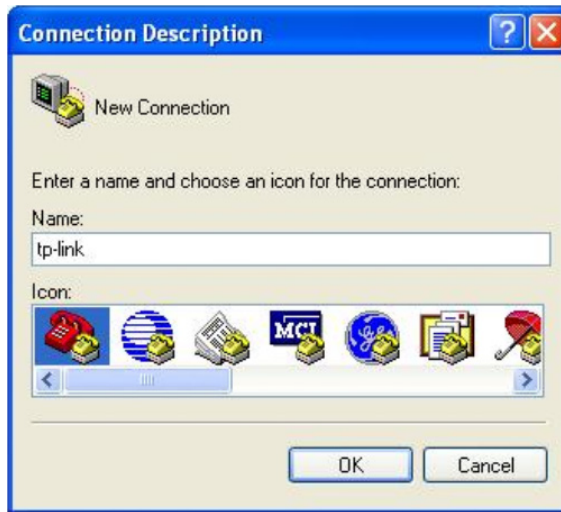 Connection Description
New Connection
Enter a name and choose an icon for the connection:
Name:
tp-link
Icon:
MCI
OK
Cancel